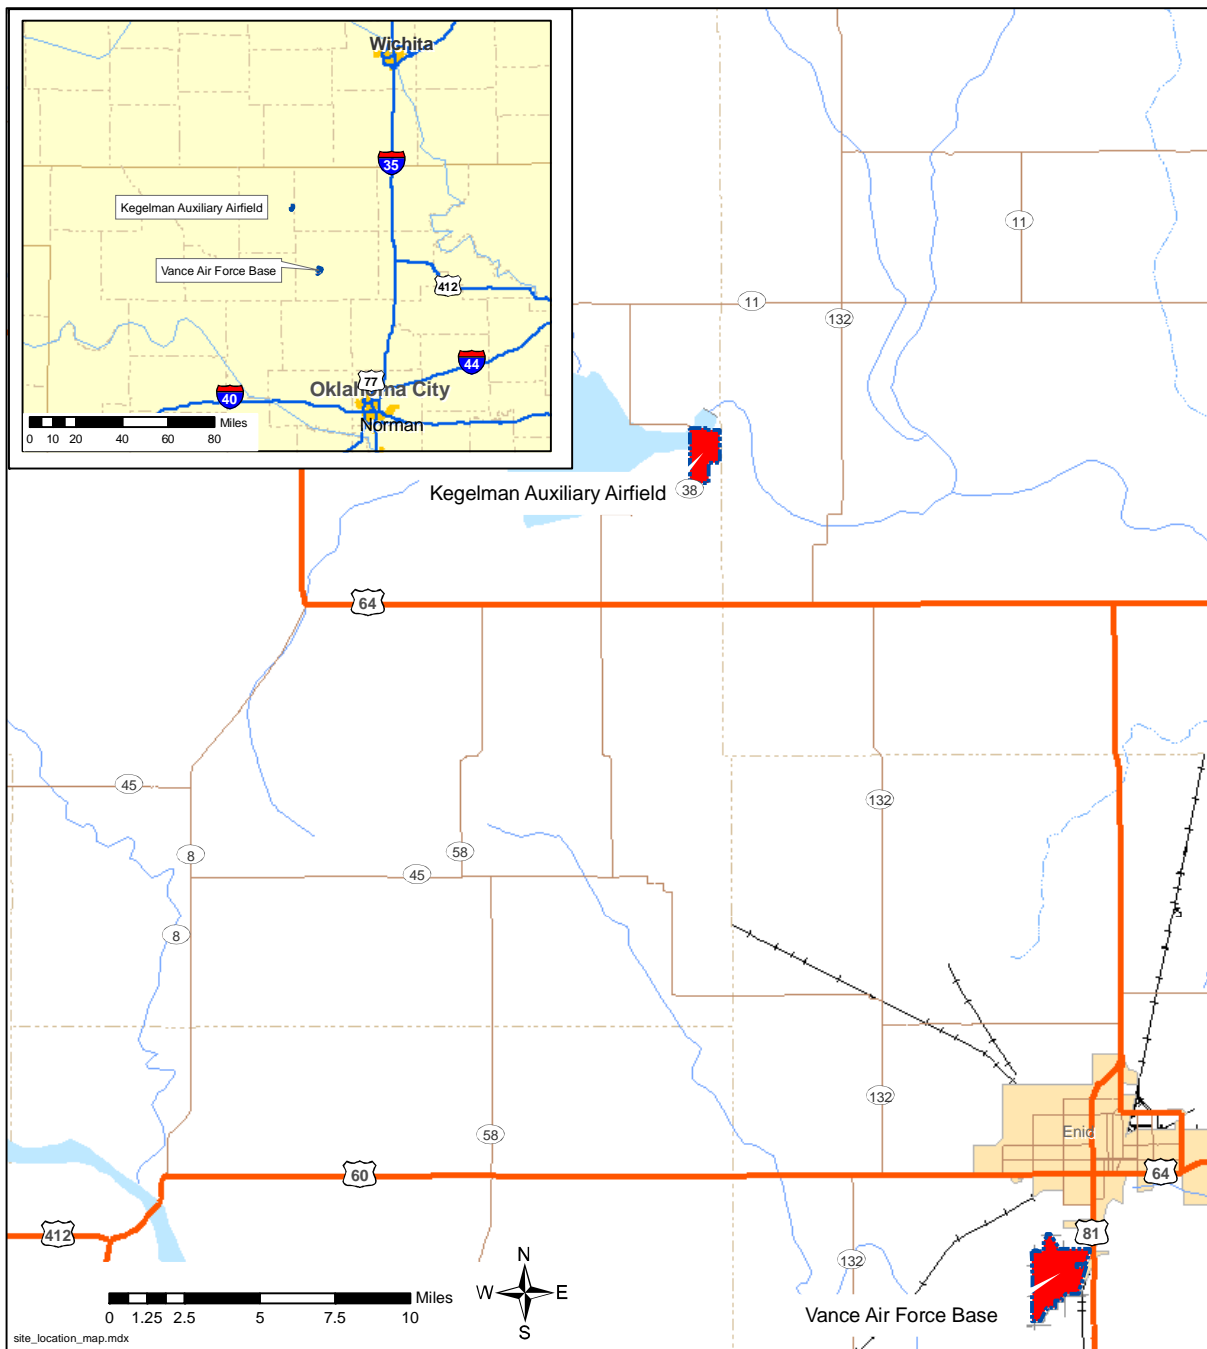 Wichita
35
Kegelman Auxiliary Airfield
Vance Air Force Base
412
44
77
Oklahoma City
40
Norman
Miles
0 10 20 40 60 80
11
11
132
Kegelman Auxiliary Airfield
38
64
45
132
8
58
45
8
132
58
Enid
60
64
412
81
132
N
W E
S
Miles
0 1.25 2.5 5 7.5 10
Vance Air Force Base
site_location_map.mdx